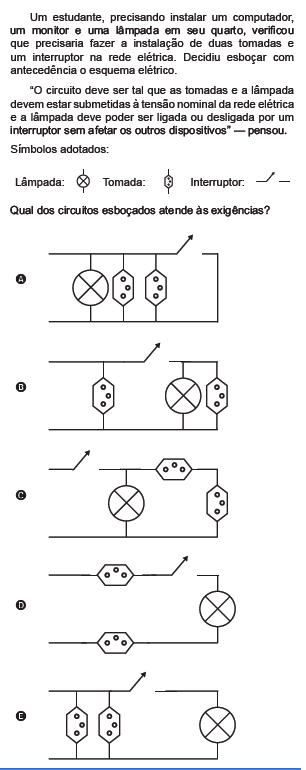 Um estudante, precisando instalar um computador,
um monitor e uma lâmpada em seu quarto, verificou
que precisaria fazer a instalação de duas tomadas e
um interruptor na rede elétrica. Decidiu esboçar com
antecedência o esquema elétrico.
“O circuito deve ser tal que as tomadas e a lâmpada
devem estar submetidas à tensão nominal da rede elétrica
e a lâmpada deve poder ser ligada ou desligada por um
interruptor sem afetar os outros dispositivos” — pensou.
Símbolos adotados:
Lâmpada: Tomada: Interruptor:
Qual dos circuitos esboçados atende às exigências?
A
B
C
D
E